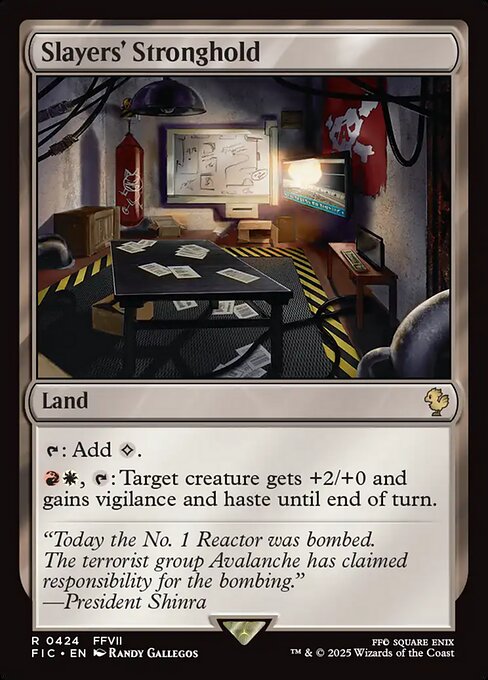 Slayers' Stronghold
Land
: Add .
, : Target creature gets +2/+0 and
gains vigilance and haste until end of turn.
“Today the No. 1 Reactor was bombed.
The terrorist group Avalanche has claimed
responsibility for the bombing.”
—President Shinra
R 0424 FFVII
FIC • EN Randy Gallegos
FF© SQUARE ENIX
™ & © 2025 Wizards of the Coast